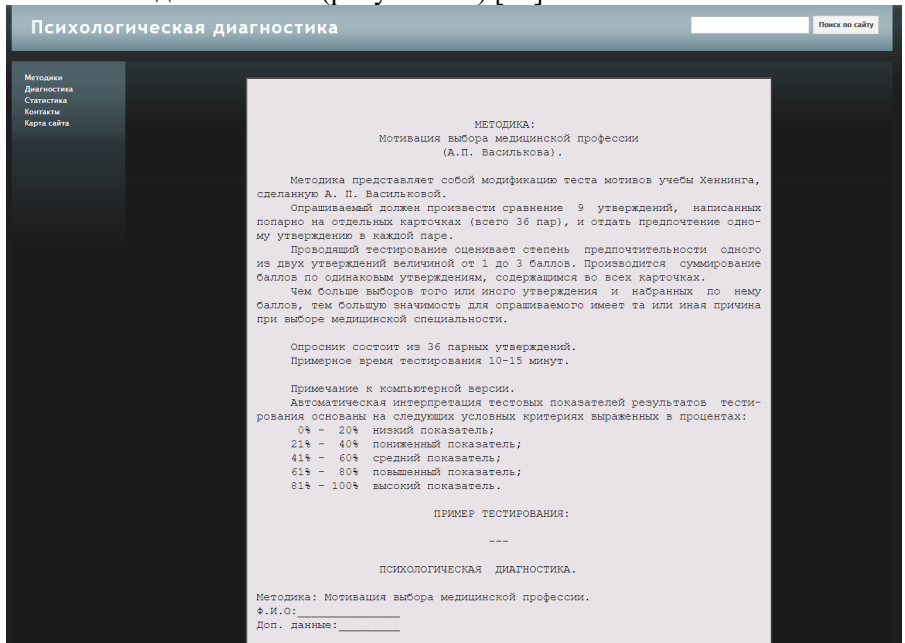 Психологическая диагностика
Поиск по сайту
Методики
Диагностика
Статистика
Контакты
Карта сайта
МЕТОДИКА:
Мотивация выбора медицинской профессии
(А.П. Василькова).
Методика представляет собой модификацию теста мотивов учебы Хеннинга,
сделанную А. П. Васильковой.
Опрашиваемый должен произвести сравнение 9 утверждений, написанных
попарно на отдельных карточках (всего 36 пар), и отдать предпочтение одно-
му утверждению в каждой паре.
Проводящий тестирование оценивает степень предпочтительности одного
из двух утверждений величиной от 1 до 3 баллов. Производится суммирование
баллов по одинаковым утверждениям, содержащимся во всех карточках.
Чем больше выборов того или иного утверждения и набранных по нему
баллов, тем большую значимость для опрашиваемого имеет та или иная причина
при выборе медицинской специальности.
Опросник состоит из 36 парных утверждений.
Примерное время тестирования 10-15 минут.
Примечание к компьютерной версии.
Автоматическая интерпретация тестовых показателей результатов тести-
рования основаны на следующих условных критериях выраженных в процентах:
0% - 20% низкий показатель;
21% - 40% пониженный показатель;
41% - 60% средний показатель;
61% - 80% повышенный показатель;
81% - 100% высокий показатель.
ПРИМЕР ТЕСТИРОВАНИЯ:
---
ПСИХОЛОГИЧЕСКАЯ ДИАГНОСТИКА.
Методика: Мотивация выбора медицинской профессии.
Ф.И.О:_______________
Доп. данные:_________